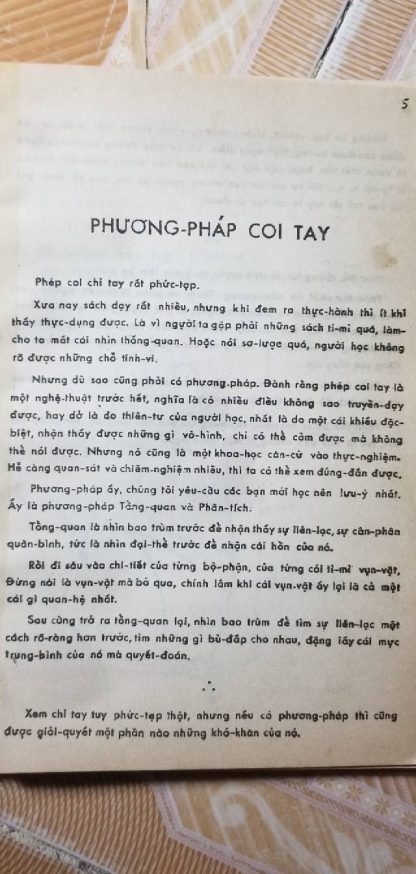 5
PHƯƠNG-PHÁP COI TAY
Phép coi chỉ tay rất phức-tạp.
Xưa nay sách dạy rất nhiều, nhưng khi đem ra thực-hành thì ít khi
thấy thực-dụng được. Là vì người ta gặp phải những sách tỉ-mỉ quá, làm-
cho ta mất cái nhìn thống-quan. Hoặc nói sơ-lược quá, người học không
rõ được những chỗ tinh-vi.
Nhưng dù sao cũng phải có phương-pháp. Đành rằng phép coi tay là
một nghệ-thuật trước hết, nghĩa là có nhiều điều không sao truyền-dạy
được, hay dở là do thiên-tư của người học, nhất là do một cái khiếu đặc-
biệt, nhận thấy được những gì vô-hình, chỉ có thể cảm được mà không
thể nói được. Nhưng nó cũng là một khoa-học căn-cứ vào thực-nghiệm.
Hễ càng quan-sát và chiêm-nghiệm nhiều, thì ta có thể xem đúng-đắn được.
Phương-pháp ấy, chúng tôi yêu-cầu các bạn mới học nên lưu-ý nhất.
Ấy là phương-pháp Tổng-quan và Phân-tích.
Tổng-quan là nhìn bao trùm trước để nhận thấy sự liên-lạc, sự cân-phân
quân-bình, tức là nhìn đại-thể trước để nhận cái hồn của nó.
Rồi đi sâu vào chi-tiết của từng bộ-phận, của từng cái tỉ-mỉ vụn-vặt,
Đừng nói là vụn-vặt mà bỏ qua, chính lắm khi cái vụn-vặt ấy lại là cả một
cái gì quan-hệ nhất.
Sau cùng trở ra tổng-quan lại, nhìn bao trùm để tìm sự liên-lạc một
cách rõ-ràng hơn trước, tìm những gì bù-đắp cho nhau, đặng lấy cái mực
trung-bình của nó mà quyết-đoán.
Xem chỉ tay tuy phức-tạp thật, nhưng nếu có phương-pháp thì cũng
được giải-quyết một phần nào những khó-khăn của nó.